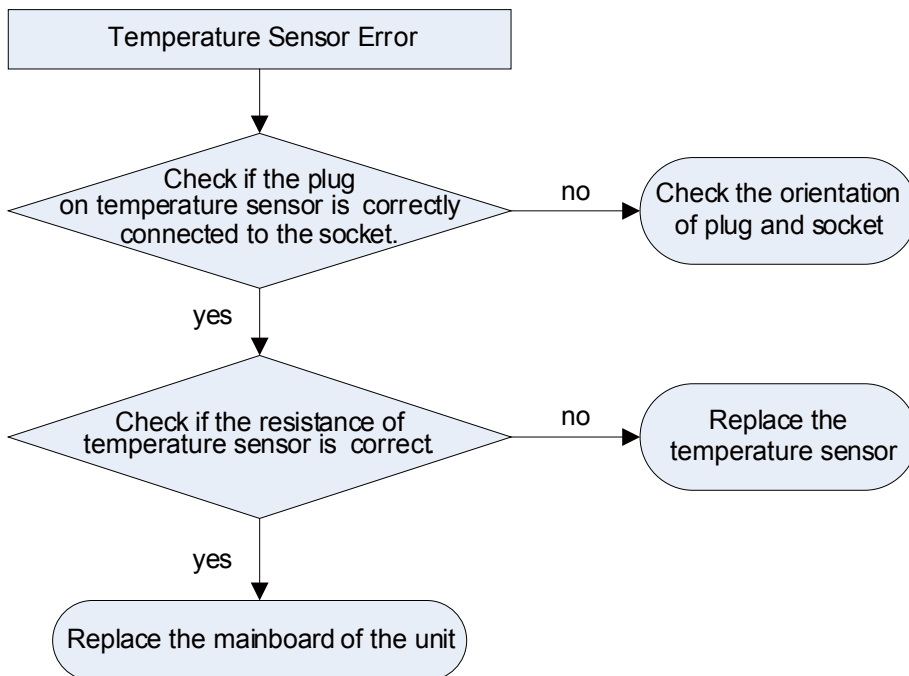 Temperature Sensor Error
Check if the plug
on temperature sensor is correctly
connected to the socket.
no
Check the orientation
of plug and socket
yes
Check if the resistance of
temperature sensor is correct.
no
Replace the
temperature sensor
yes
Replace the mainboard of the unit